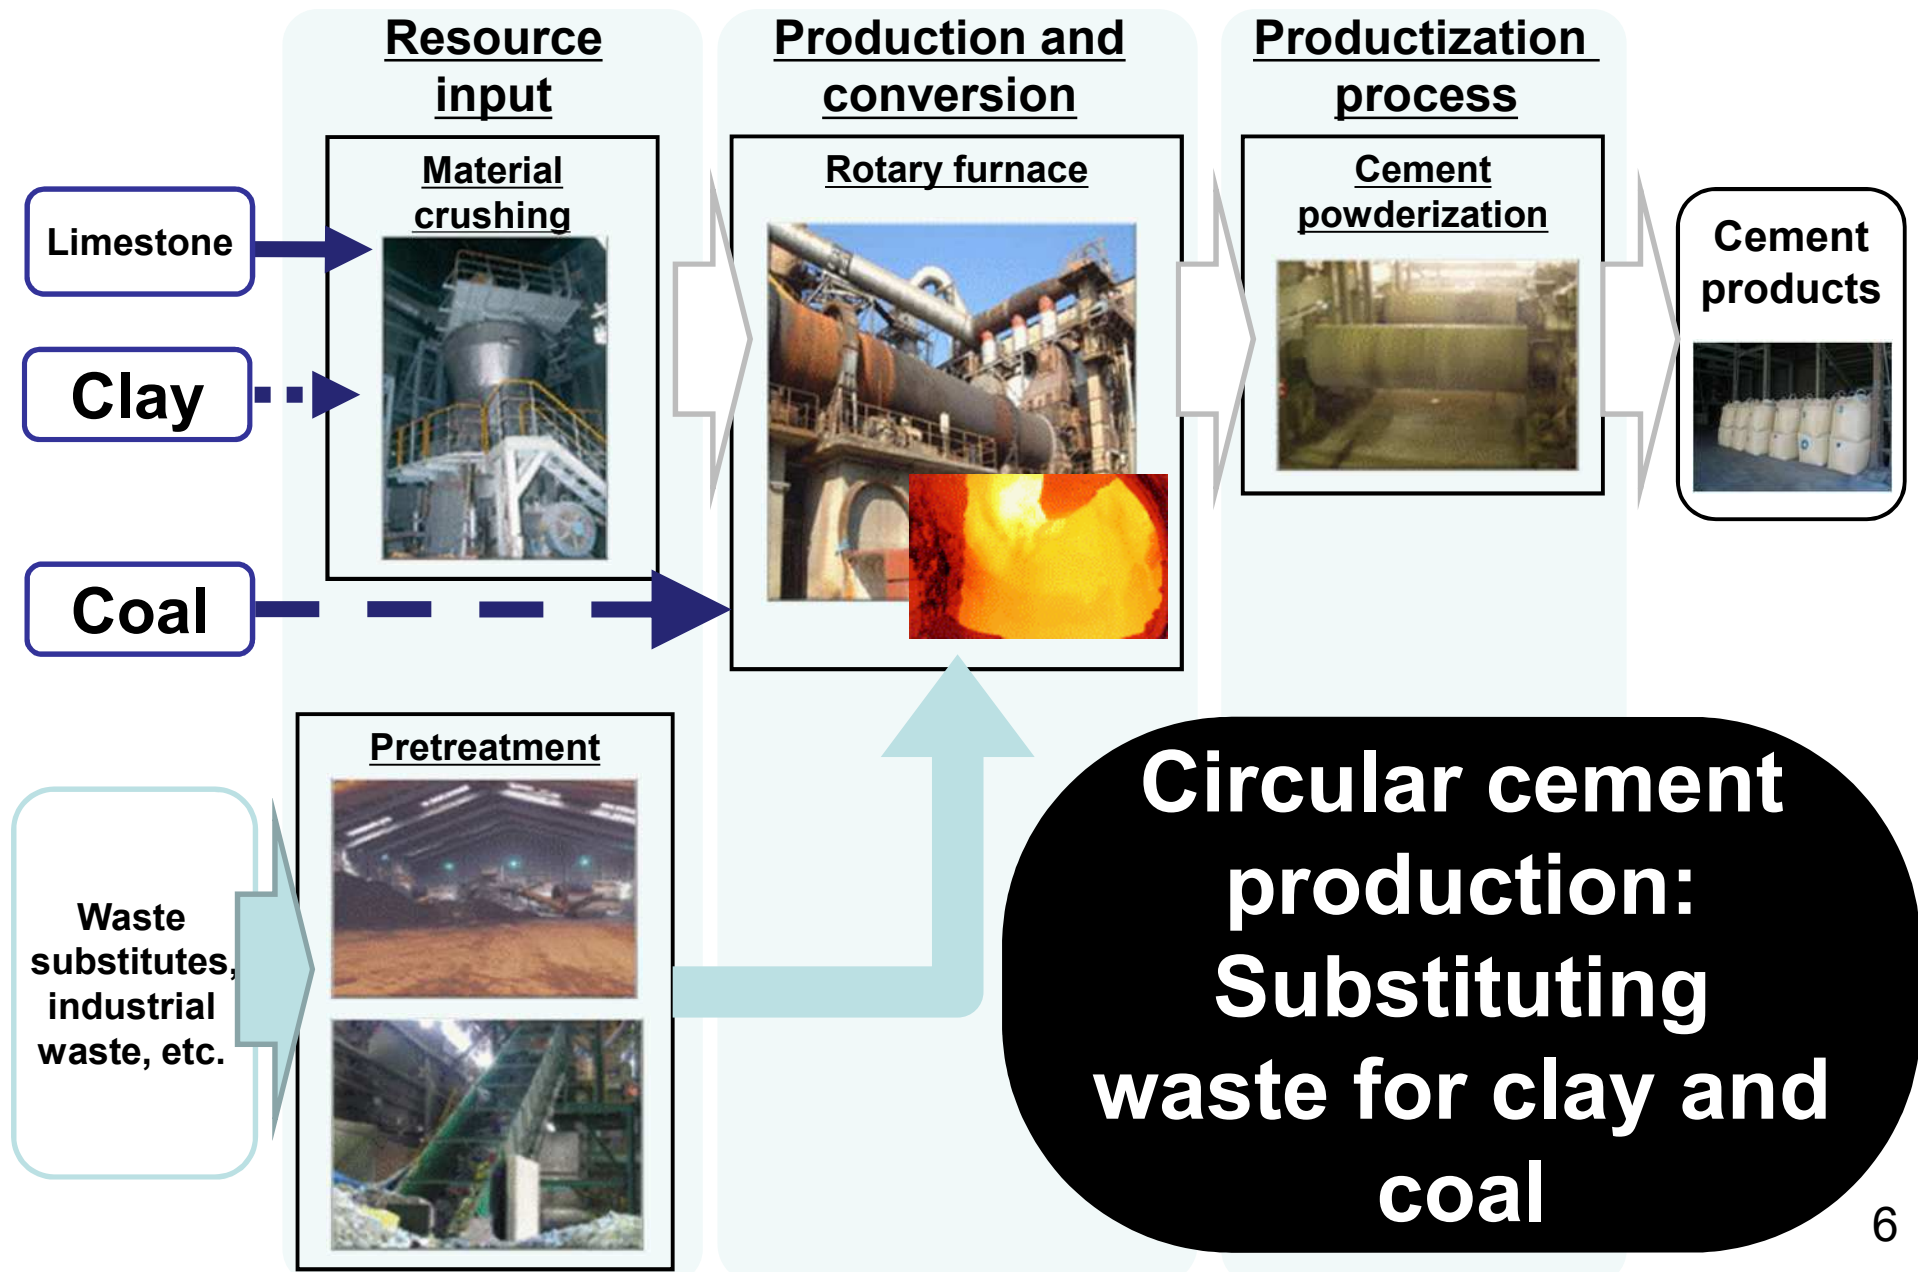 Resource
input
Production and
conversion
Productization
process
Material
crushing
Rotary furnace
Cement
powderization
Limestone
Cement
products
Clay
Coal
Pretreatment
Waste
substitutes,
industrial
waste, etc.
Circular cement
production:
Substituting
waste for clay and
coal
6